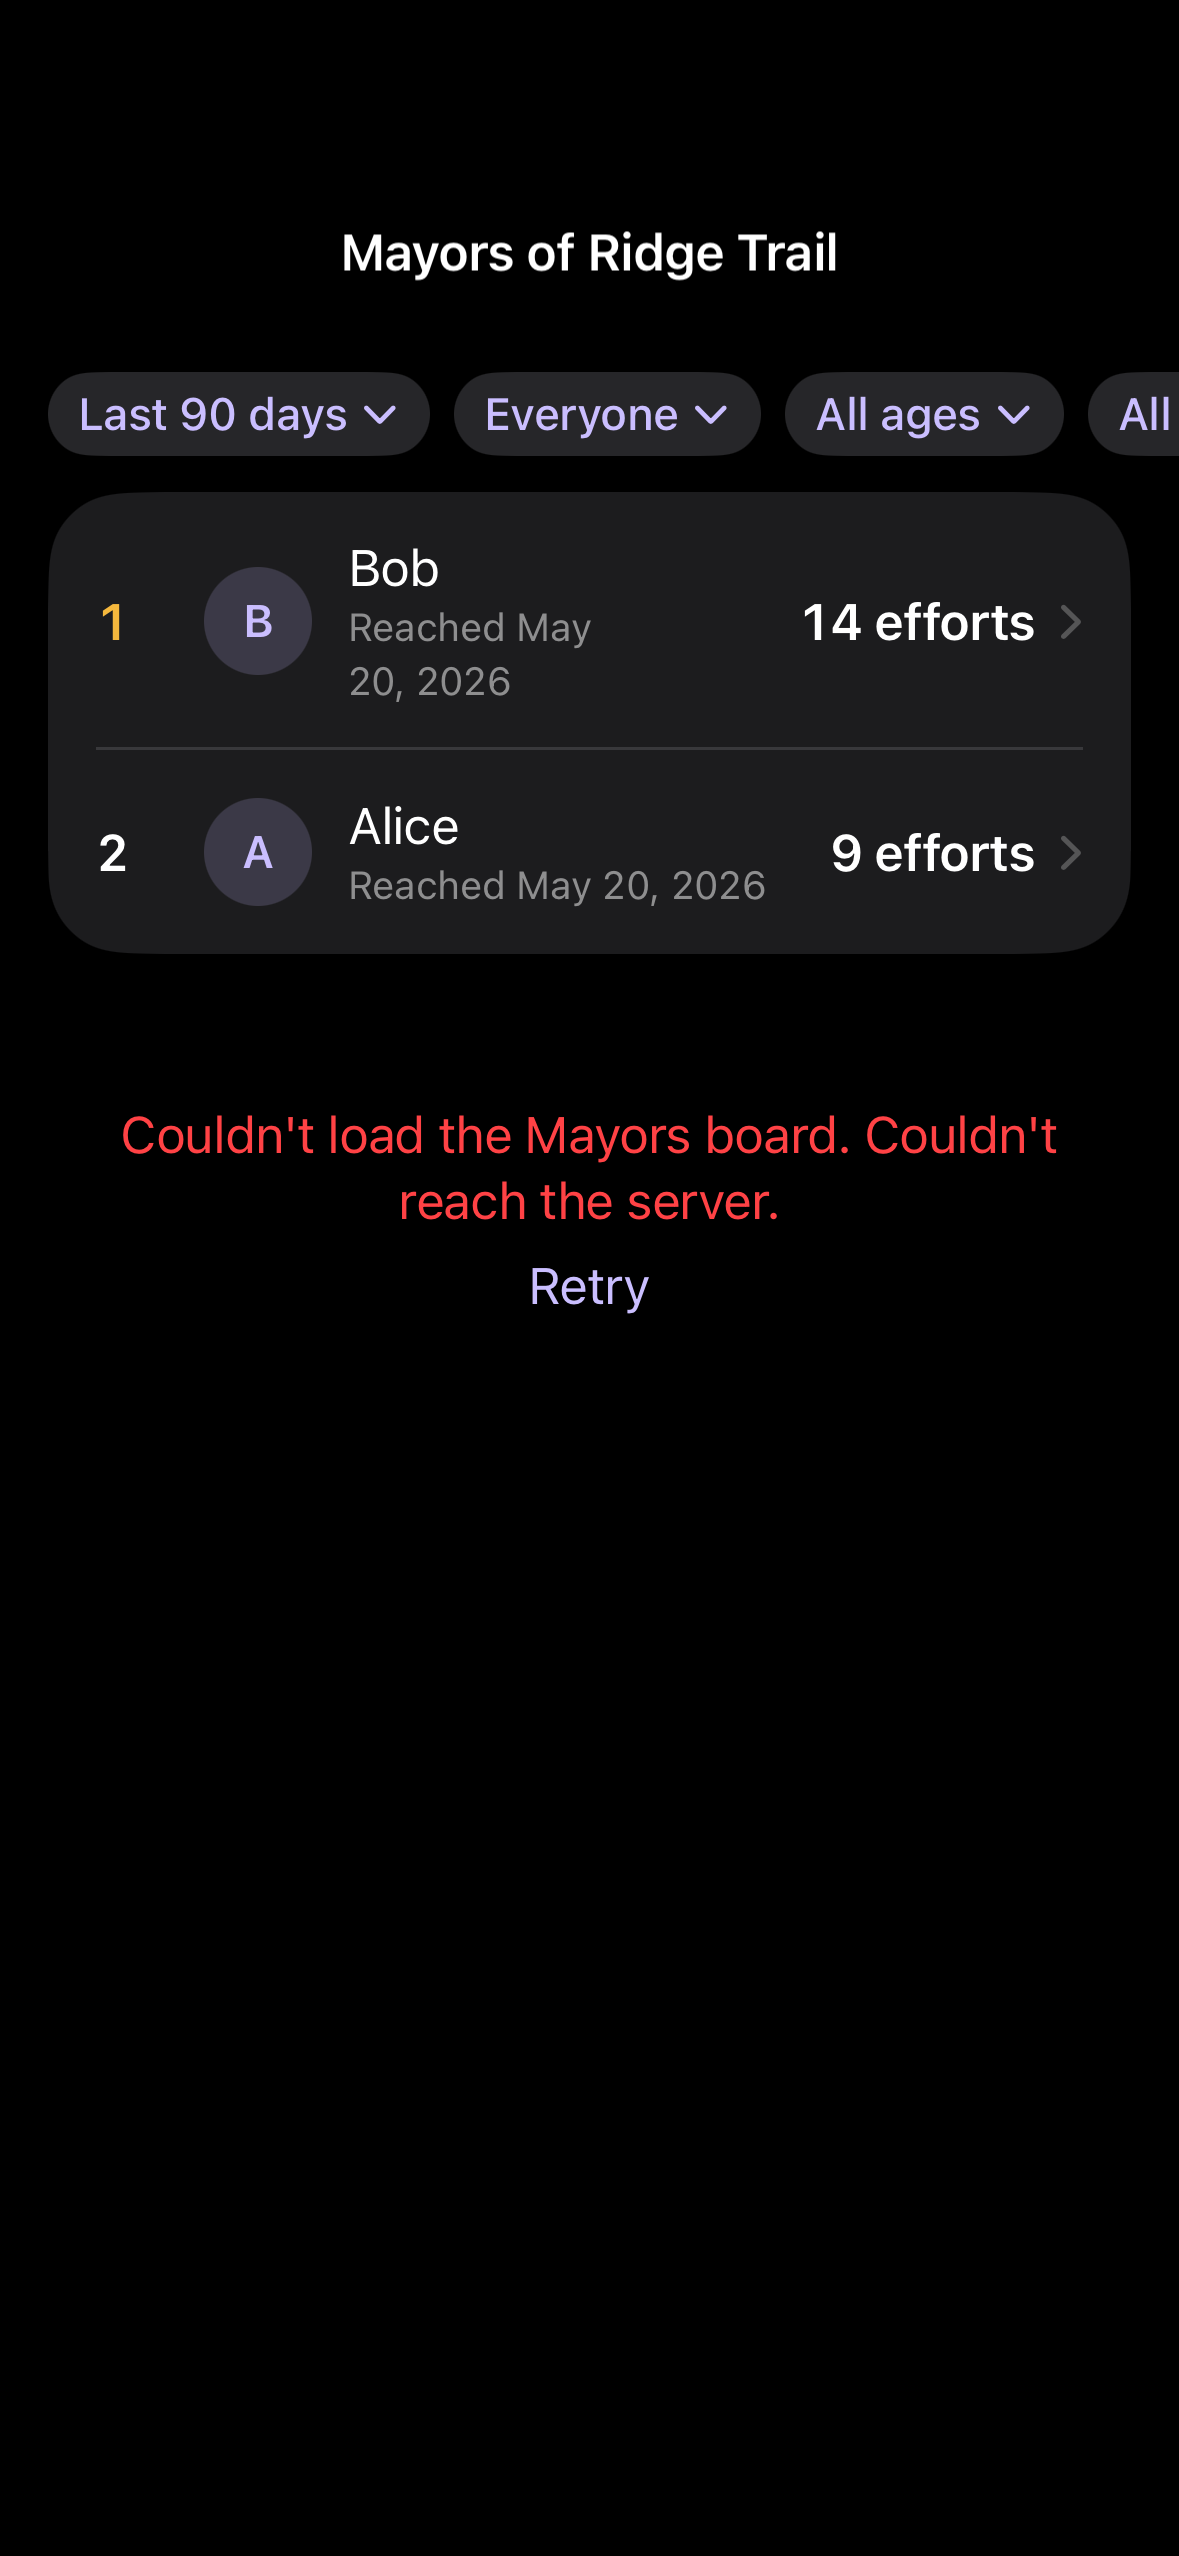 Mayors of Ridge Trail
Last 90 days
Everyone
All ages
All
1
B
Bob
Reached May
20, 2026
14 efforts
2
A
Alice
Reached May 20, 2026
9 efforts
Couldn't load the Mayors board. Couldn't
reach the server.
Retry